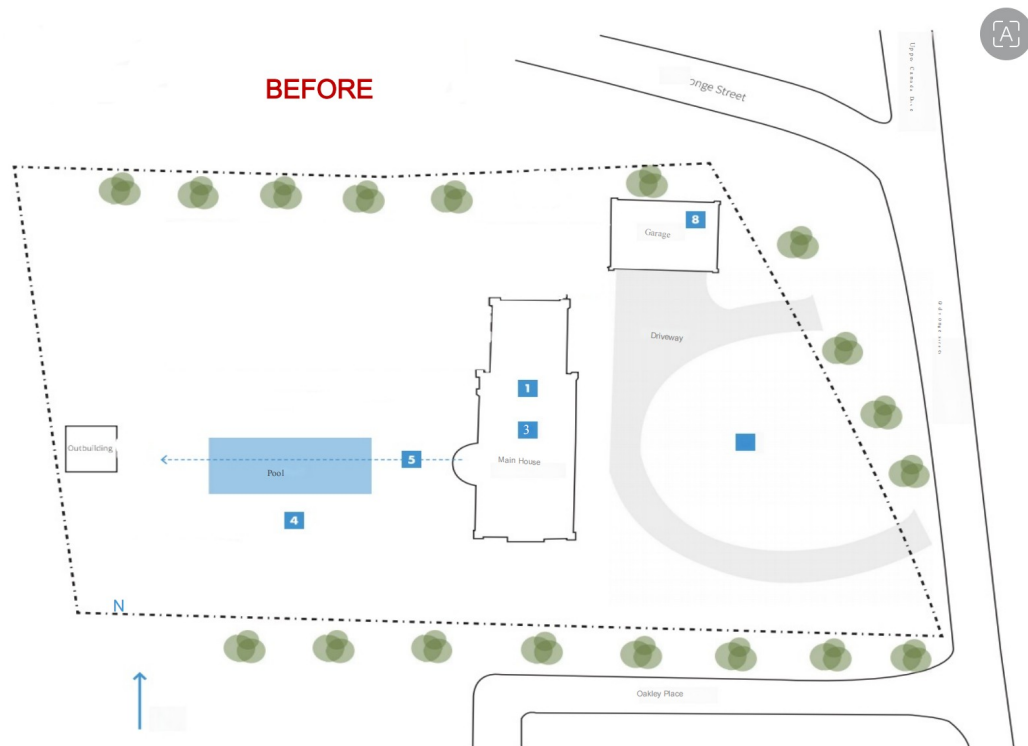 BEFORE
onge Street
8
Garage
Driveway
1
3
Outbuilding
5
Main House
Pool
4
N
Oakley Place
A